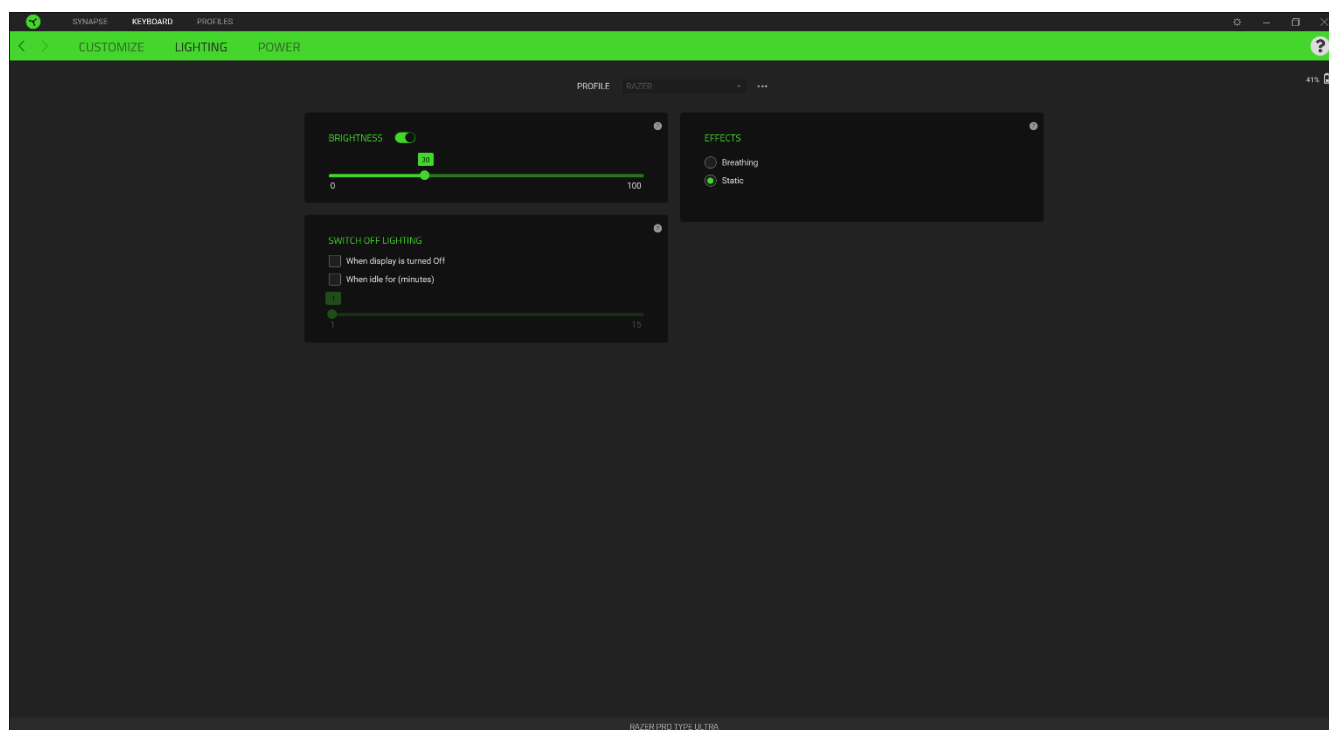 SYNAPSE KEYBOARD PROFILES
CUSTOMIZE LIGHTING POWER
?
PROFILE RAZER ...
41%
BRIGHTNESS
?
30
0 100
EFFECTS
?
Breathing
Static
SWITCH OFF LIGHTING
?
When display is turned Off
When idle for (minutes)
1
1 15
RAZER PRO TYPE ULTRA